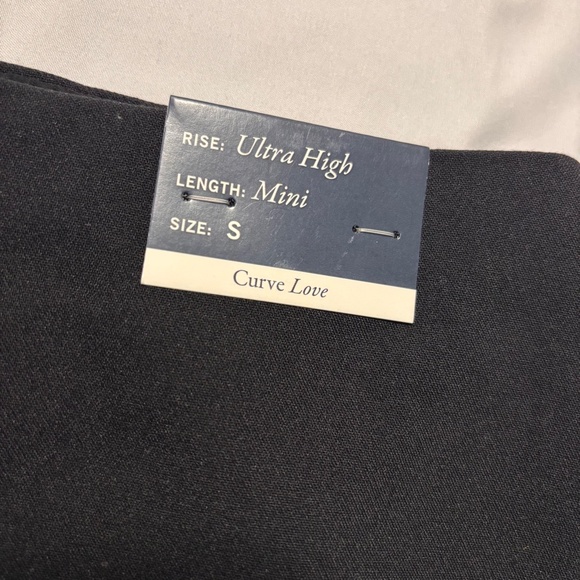 RISE: Ultra High
LENGTH: Mini
SIZE: S
Curve Love